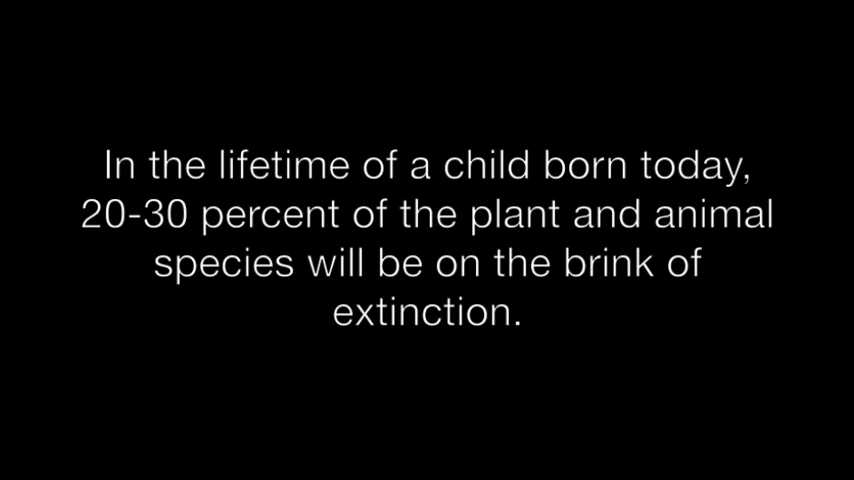 In the lifetime of a child born today,
20-30 percent of the plant and animal
species will be on the brink of
extinction.